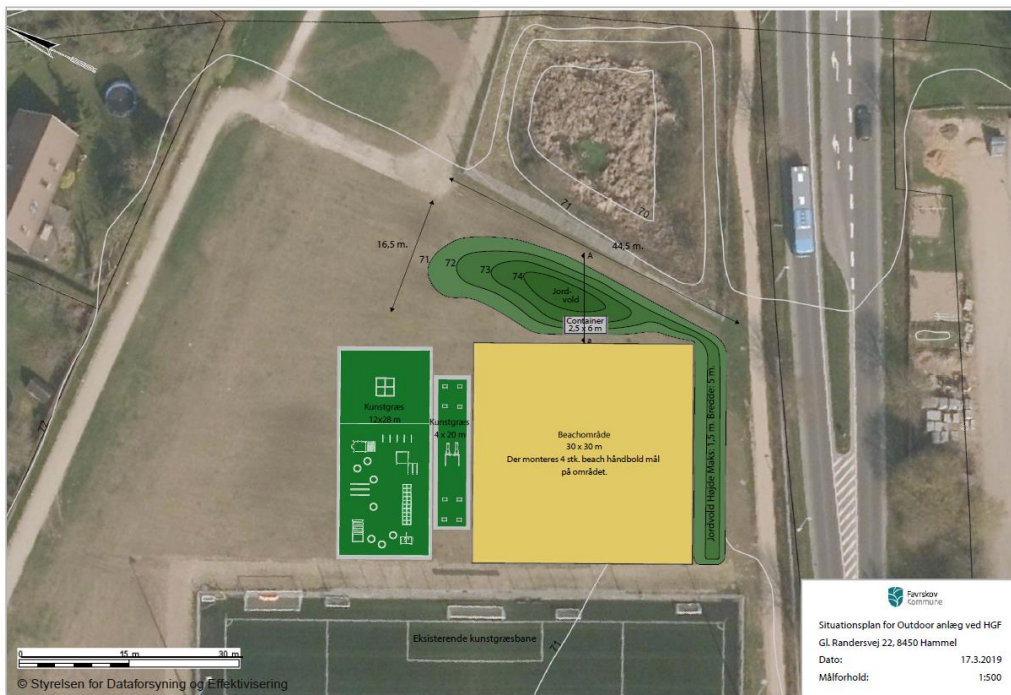 71
70
16,5 m.
44,5 m.
71
72
73
74
A
Jord-
vold
Container
2,5 x 6 m
a
Kunstgræs
12x28 m
Kunstgræs
4 x 20 m
Beachområde
30 x 30 m
Der monteres 4 stk. beach håndbold mål
på området.
Jordvold Højde Maks: 1,5 m. Bredde: 5 m.
72
Eksisterende kunstgræsbane
71
0
15 m
30 m
© Styrelsen for Dataforsyning og Effektivisering
Favrskov
Kommune
Situationsplan for Outdoor anlæg ved HGF
Gl. Randersvej 22, 8450 Hammel
Dato: 17.3.2019
Målforhold: 1:500